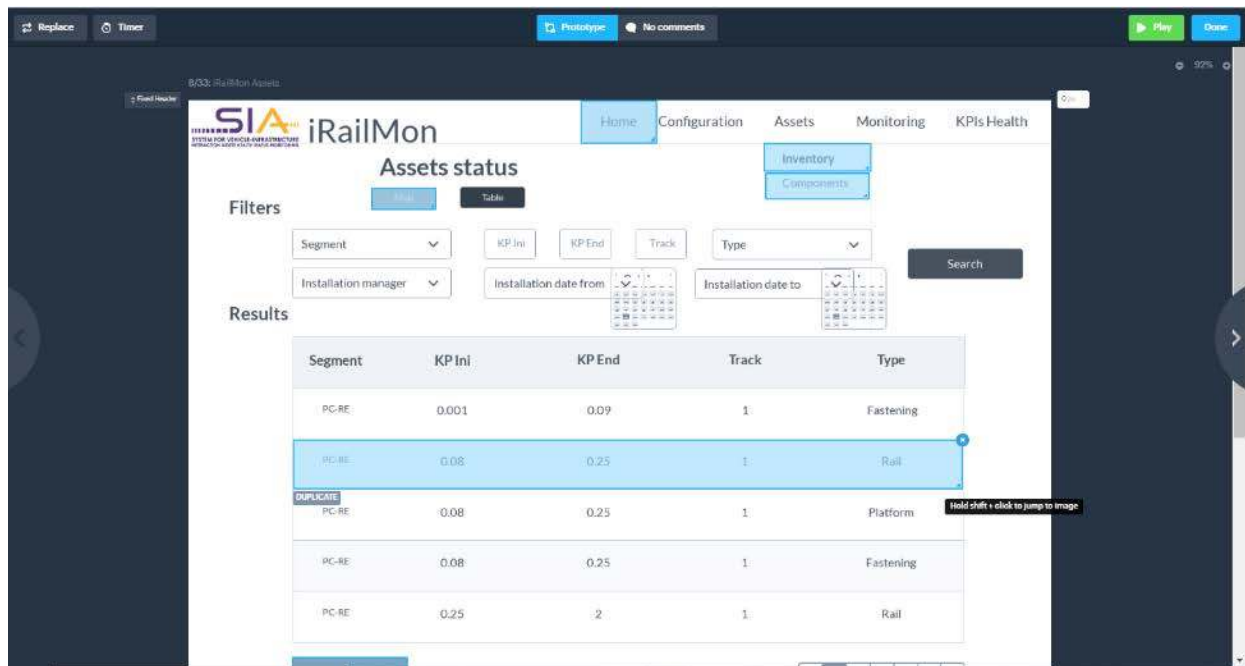 Replace Timer Prototype No comments Play Done
92%
8/33: iRailMon Assets
Fixed Header
SIA iRailMon Home Configuration Assets Monitoring KPIs Health
SYSTEM FOR VEHICLE-INFRASTRUCTURE
Assets status
Inventory
Components
Map Table
Filters
Segment KP Ini KP End Track Type
Search
Installation manager Installation date from Installation date to
Results
Segment KP Ini KP End Track Type
PC-RE 0.001 0.09 1 Fastening
PC-RE 0.08 0.25 1 Rail
DUPLICATE
PC-RE 0.08 0.25 1 Platform
Hold shift + click to jump to image
PC-RE 0.08 0.25 1 Fastening
PC-RE 0.25 2 1 Rail